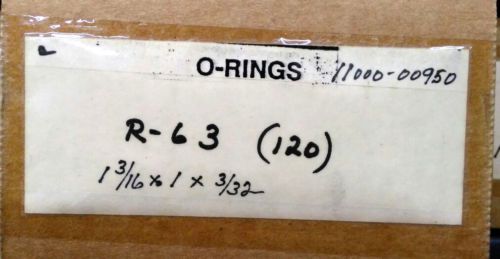 O-RINGS 11000-00950
R-63 (120)
1 3/16 x 1 x 3/32